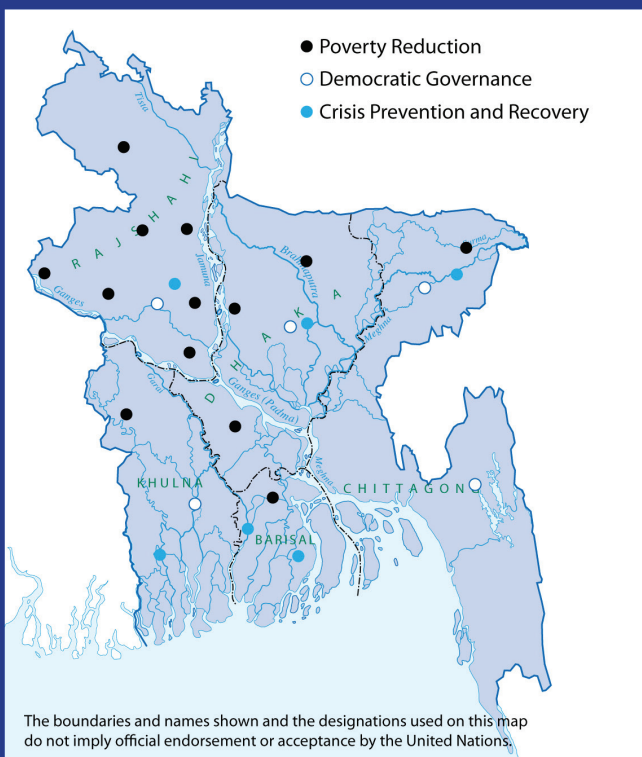 Poverty Reduction
Democratic Governance
Crisis Prevention and Recovery
Tista
RAJSHAHI
Jamuna
Brahmaputra
Ganges
DHAKA
Meghna
Ganges (Padma)
Garai
Meghna
KHULNA
CHITTAGONG
BARISAL
The boundaries and names shown and the designations used on this map
do not imply official endorsement or acceptance by the United Nations.